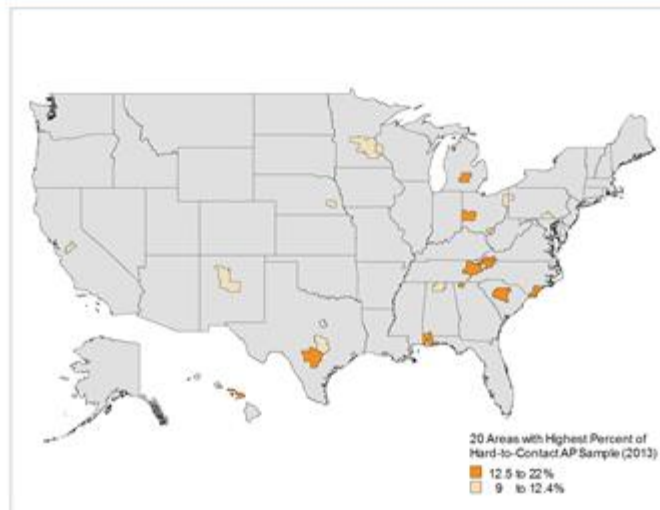 20 Areas with Highest Percent of
Hard-to-Contact AP Sample (2013)
12.5 to 22%
9 to 12.4%